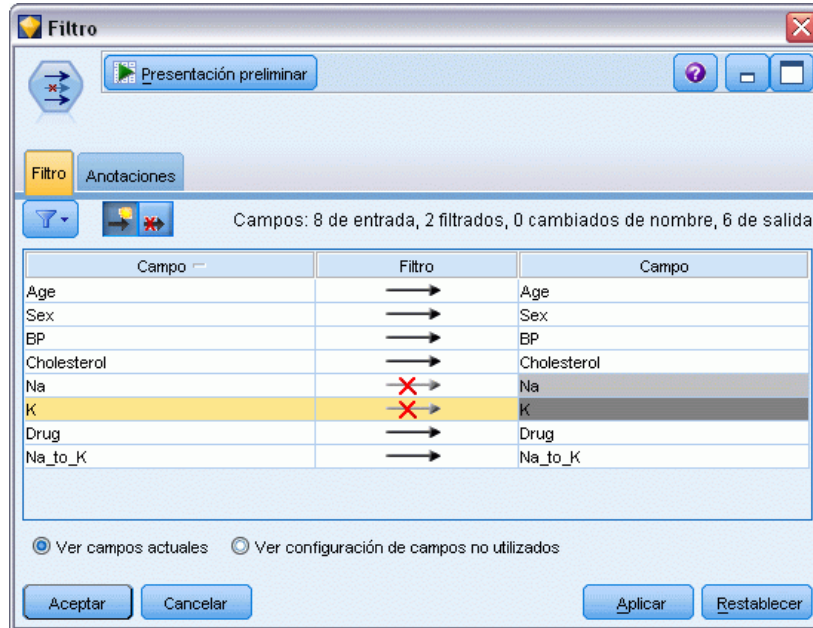 Filtro
Presentación preliminar
Filtro Anotaciones
Campos: 8 de entrada, 2 filtrados, 0 cambiados de nombre, 6 de salida
Campo Filtro Campo
Age Age
Sex Sex
BP BP
Cholesterol Cholesterol
Na Na
K K
Drug Drug
Na_to_K Na_to_K
Ver campos actuales Ver configuración de campos no utilizados
Aceptar Cancelar Aplicar Restablecer